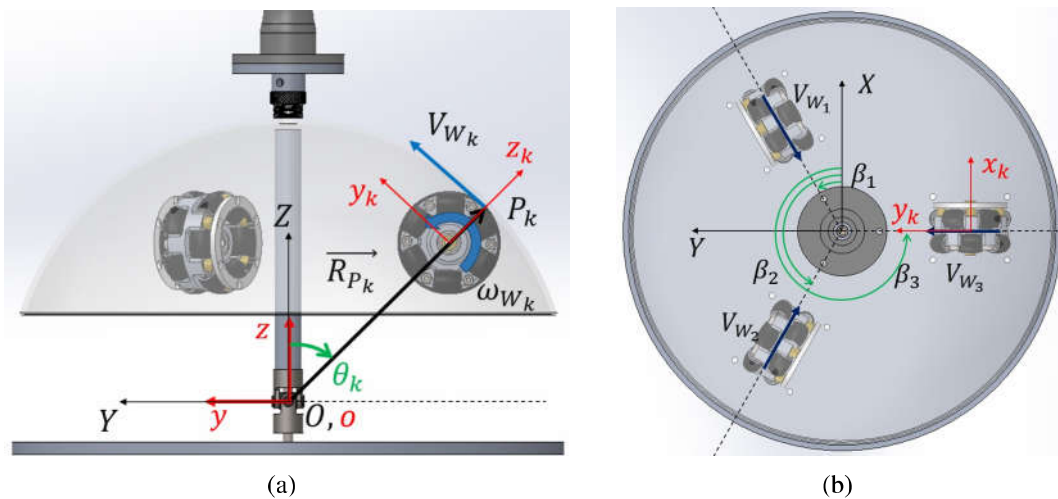 V_{W_k}
z_k
y_k
P_k
Z
\overrightarrow{R_{P_k}}
ω_{W_k}
z
θ_k
Y
y
O, o
(a)
V_{W_1}
X
β_1
x_k
y_k
Y
β_2
β_3
V_{W_3}
V_{W_2}
(b)